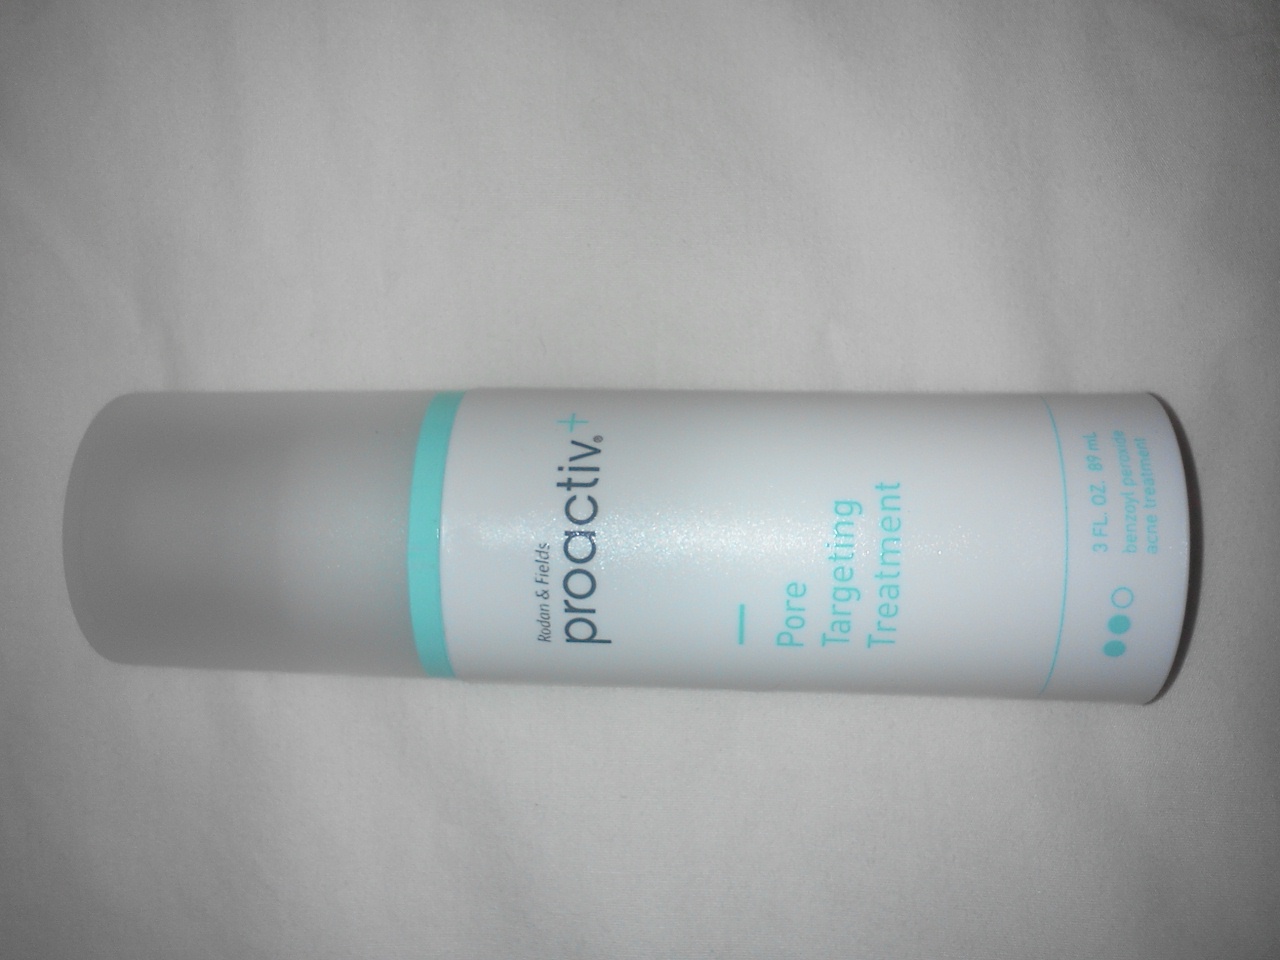 Rodan & Fields
proactiv®+
Pore
Targeting
Treatment
3 FL. OZ. 89 mL
benzoyl peroxide
acne treatment